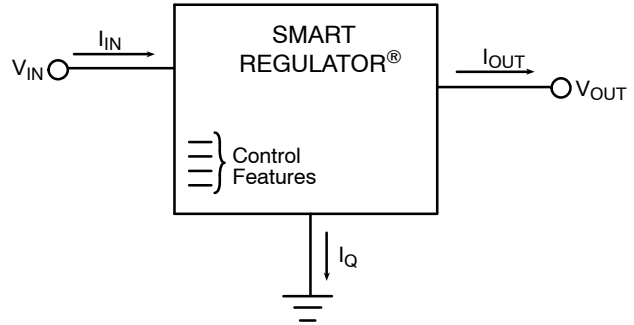 SMART
REGULATOR®
I_IN
V_IN
I_OUT
V_OUT
Control
Features
I_Q